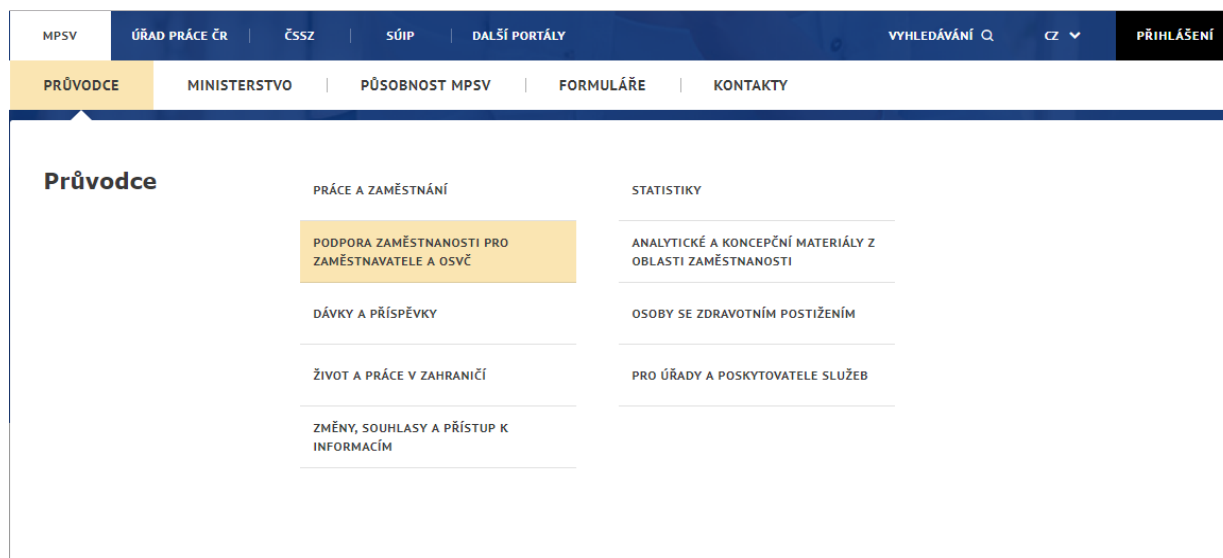 MPSV ÚŘAD PRÁCE ČR ČSSZ SÚIP DALŠÍ PORTÁLY VYHLEDÁVÁNÍ CZ PŘIHLÁŠENÍ
PRŮVODCE MINISTERSTVO PŮSOBNOST MPSV FORMULÁŘE KONTAKTY
Průvodce
PRÁCE A ZAMĚSTNÁNÍ
PODPORA ZAMĚSTNANOSTI PRO
ZAMĚSTNAVATELE A OSVČ
DÁVKY A PŘÍSPĚVKY
ŽIVOT A PRÁCE V ZAHRANIČÍ
ZMĚNY, SOUHLASY A PŘÍSTUP K
INFORMACÍM
STATISTIKY
ANALYTICKÉ A KONCEPČNÍ MATERIÁLY Z
OBLASTI ZAMĚSTNANOSTI
OSOBY SE ZDRAVOTNÍM POSTIŽENÍM
PRO ÚŘADY A POSKYTOVATELE SLUŽEB